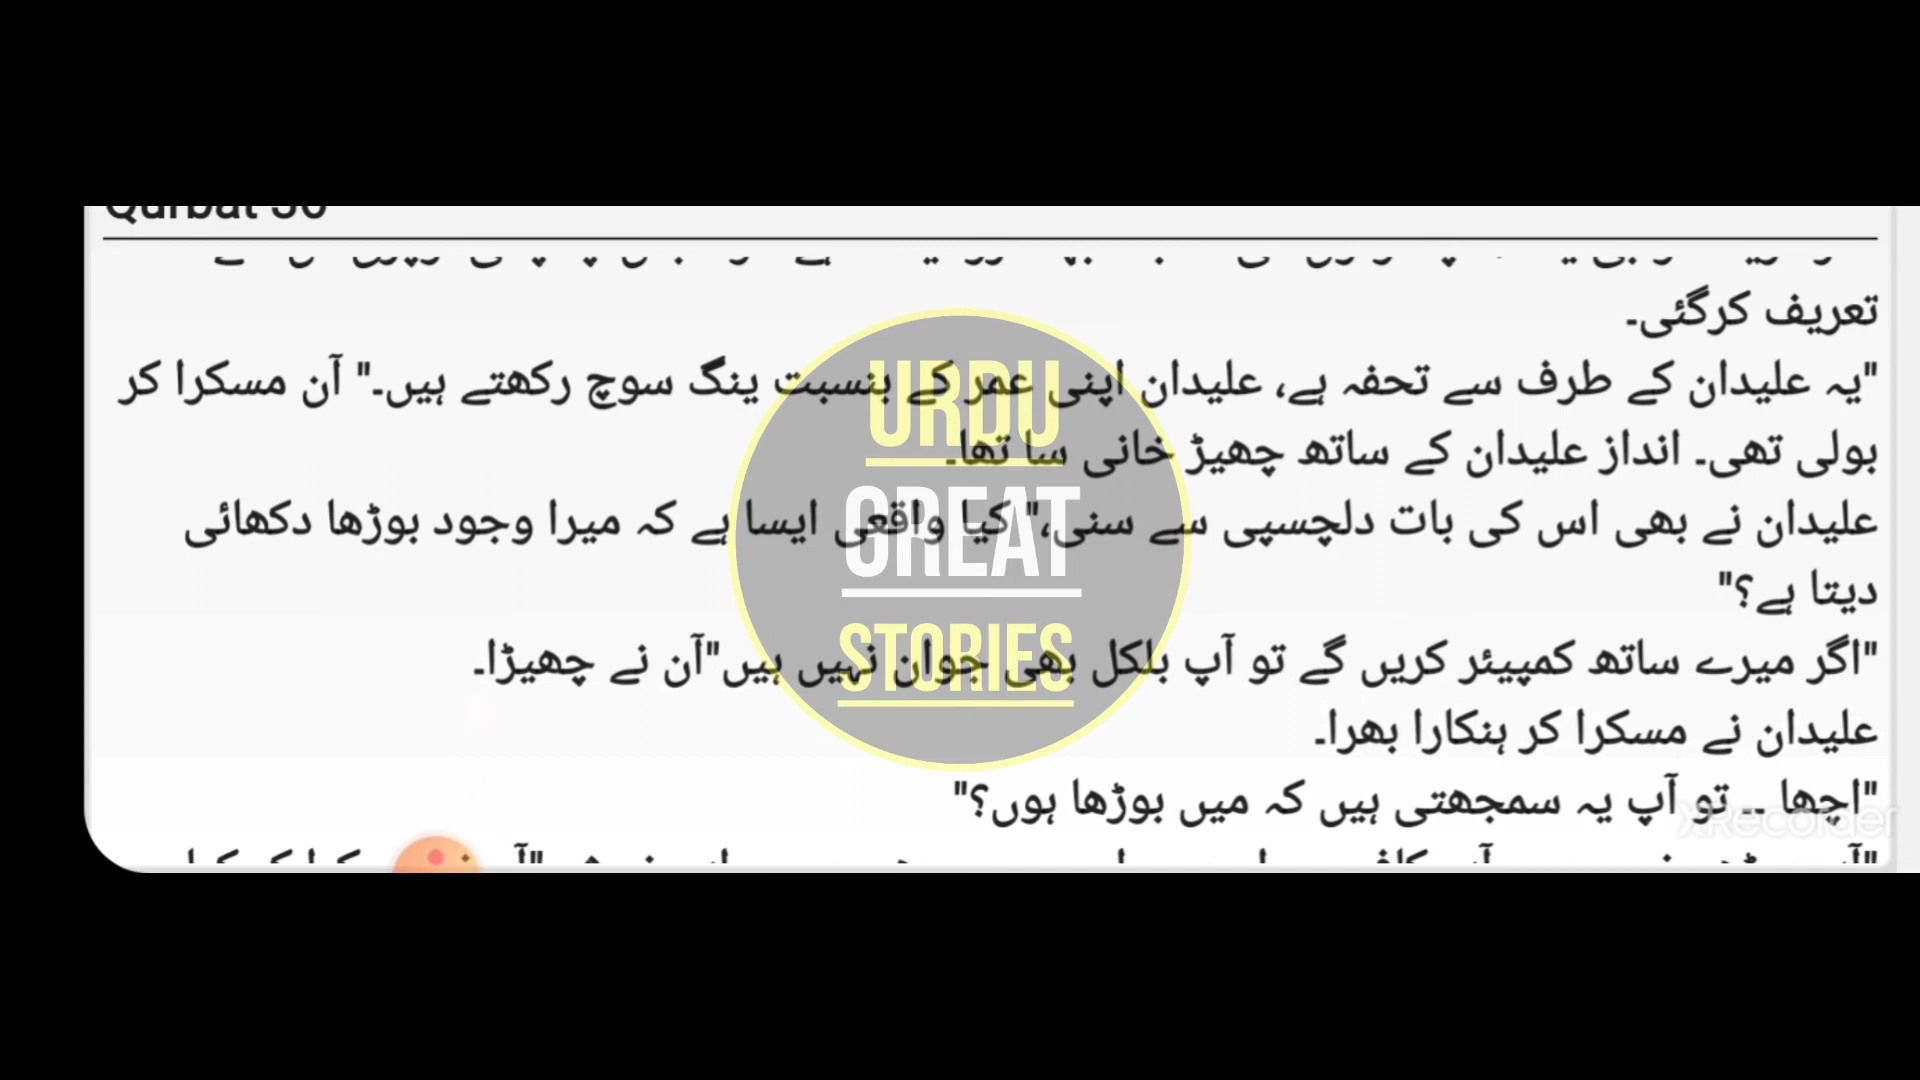 تعریف کرگئی۔
"یہ علیدان کے طرف سے تحفہ ہے، علیدان اپنی عمر کے بنسبت ینگ سوچ رکھتے ہیں۔" آن مسکرا کر
بولی تھی۔ انداز علیدان کے ساتھ چھیڑ خانی سا تھا۔
علیدان نے بھی اس کی بات دلچسپی سے سنی،" کیا واقعی ایسا ہے کہ میرا وجود بوڑھا دکھائی
دیتا ہے؟"
"اگر میرے ساتھ کمپیئر کریں گے تو آپ بلکل بھی جوان نہیں ہیں"آن نے چھیڑا۔
علیدان نے مسکرا کر ہنکارا بھرا۔
"اچھا ۔۔ تو آپ یہ سمجھتی ہیں کہ میں بوڑھا ہوں؟"
URDU
GREAT
STORIES
XRecorder